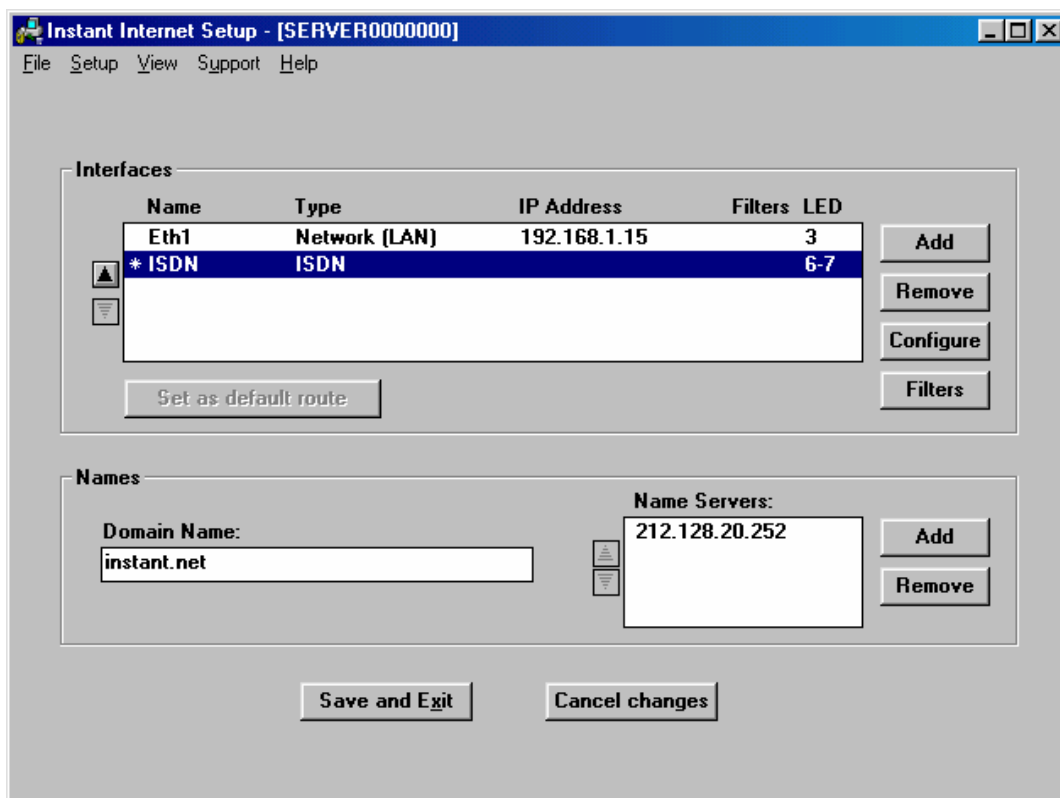 Instant Internet Setup - [SERVER0000000]
File Setup View Support Help
Interfaces
Name Type IP Address Filters LED
Eth1 Network (LAN) 192.168.1.15 3
* ISDN ISDN 6-7
Add
Remove
Configure
Filters
Set as default route
Names
Domain Name:
instant.net
Name Servers:
212.128.20.252
Add
Remove
Save and Exit Cancel changes